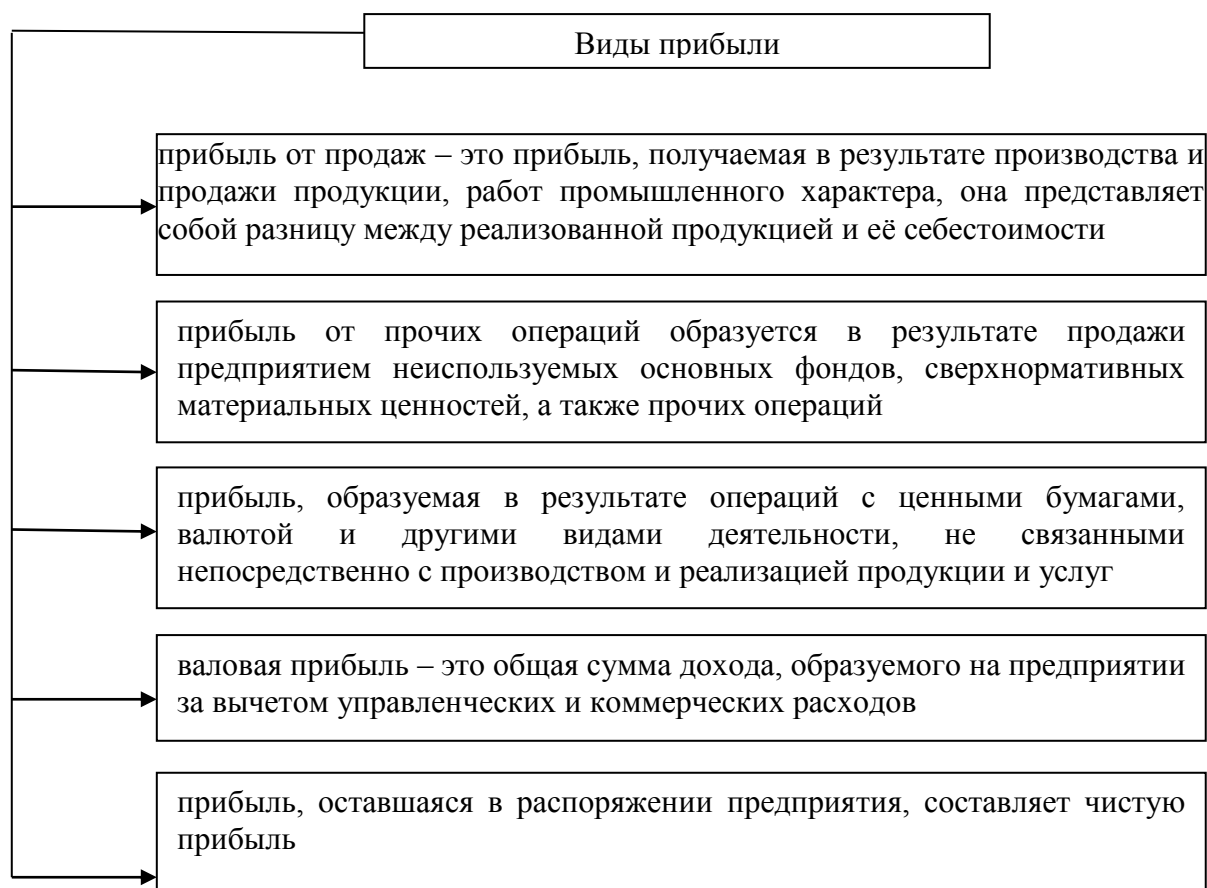 Виды прибыли
прибыль от продаж – это прибыль, получаемая в результате производства и
продажи продукции, работ промышленного характера, она представляет
собой разницу между реализованной продукцией и её себестоимости
прибыль от прочих операций образуется в результате продажи
предприятием неиспользуемых основных фондов, сверхнормативных
материальных ценностей, а также прочих операций
прибыль, образуемая в результате операций с ценными бумагами,
валютой и другими видами деятельности, не связанными
непосредственно с производством и реализацией продукции и услуг
валовая прибыль – это общая сумма дохода, образуемого на предприятии
за вычетом управленческих и коммерческих расходов
прибыль, оставшаяся в распоряжении предприятия, составляет чистую
прибыль